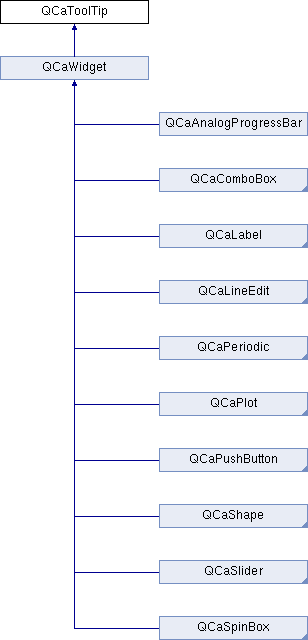 QCaToolTip
QCaWidget
QCaAnalogProgressBar
QCaComboBox
QCaLabel
QCaLineEdit
QCaPeriodic
QCaPlot
QCaPushButton
QCaShape
QCaSlider
QCaSpinBox